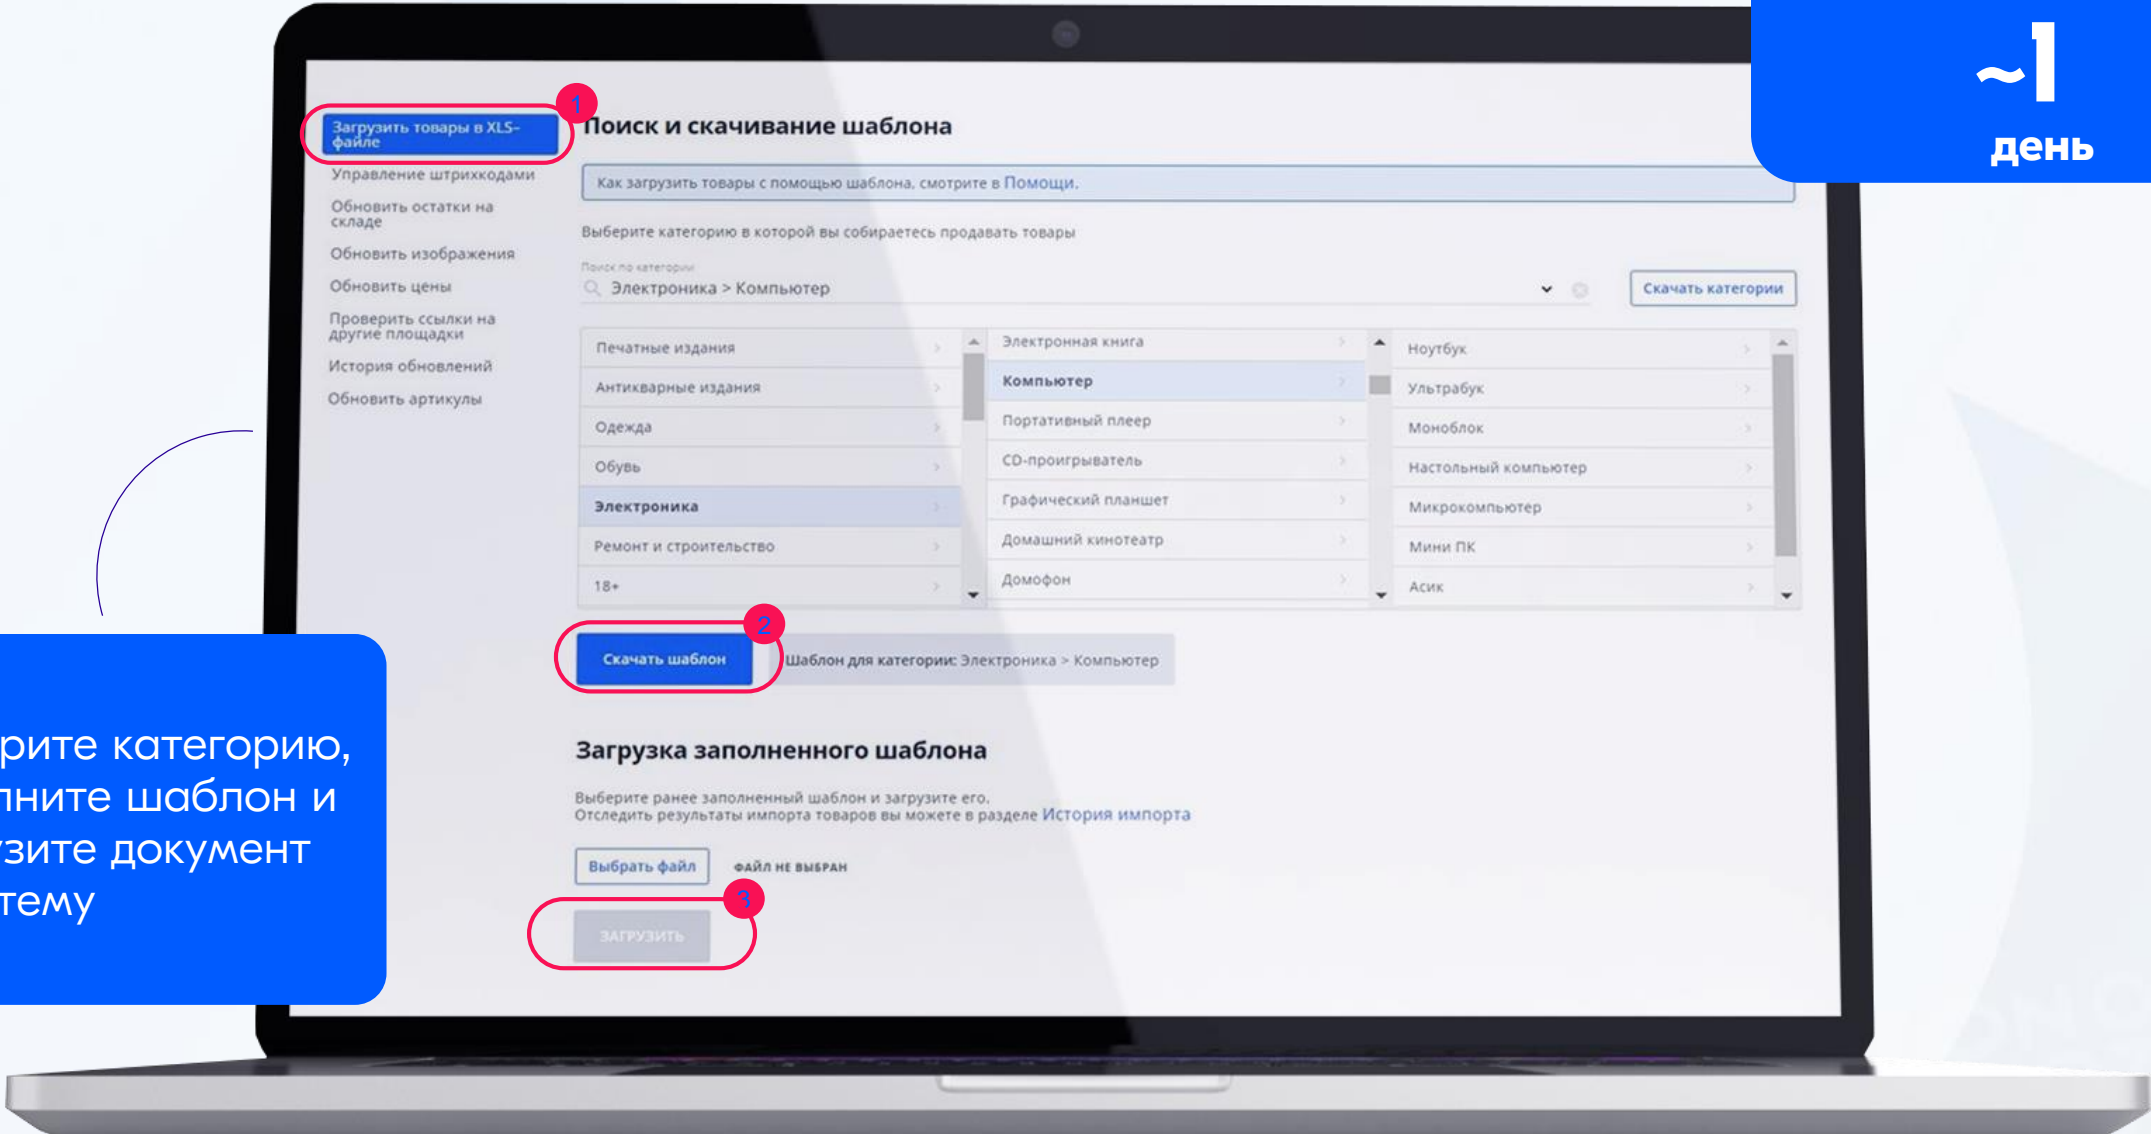 ~1
день
1
Загрузить товары в XLS-
файле
Управление штрихкодами
Обновить остатки на
складе
Обновить изображения
Обновить цены
Проверить ссылки на
другие площадки
История обновлений
Обновить артикулы
Поиск и скачивание шаблона
Как загрузить товары с помощью шаблона, смотрите в Помощи.
Выберите категорию в которой вы собираетесь продавать товары
Поиск по категории
Электроника > Компьютер
Скачать категории
Печатные издания
Антикварные издания
Одежда
Обувь
Электроника
Ремонт и строительство
18+
Электронная книга
Компьютер
Портативный плеер
CD-проигрыватель
Графический планшет
Домашний кинотеатр
Домофон
Ноутбук
Ультрабук
Моноблок
Настольный компьютер
Микрокомпьютер
Мини ПК
Асик
2
Скачать шаблон
Шаблон для категории: Электроника > Компьютер
Загрузка заполненного шаблона
Выберите ранее заполненный шаблон и загрузите его.
Отследить результаты импорта товаров вы можете в разделе История импорта
Выбрать файл ФАЙЛ НЕ ВЫБРАН
3
ЗАГРУЗИТЬ
рите категорию,
лните шаблон и
узите документ
тему